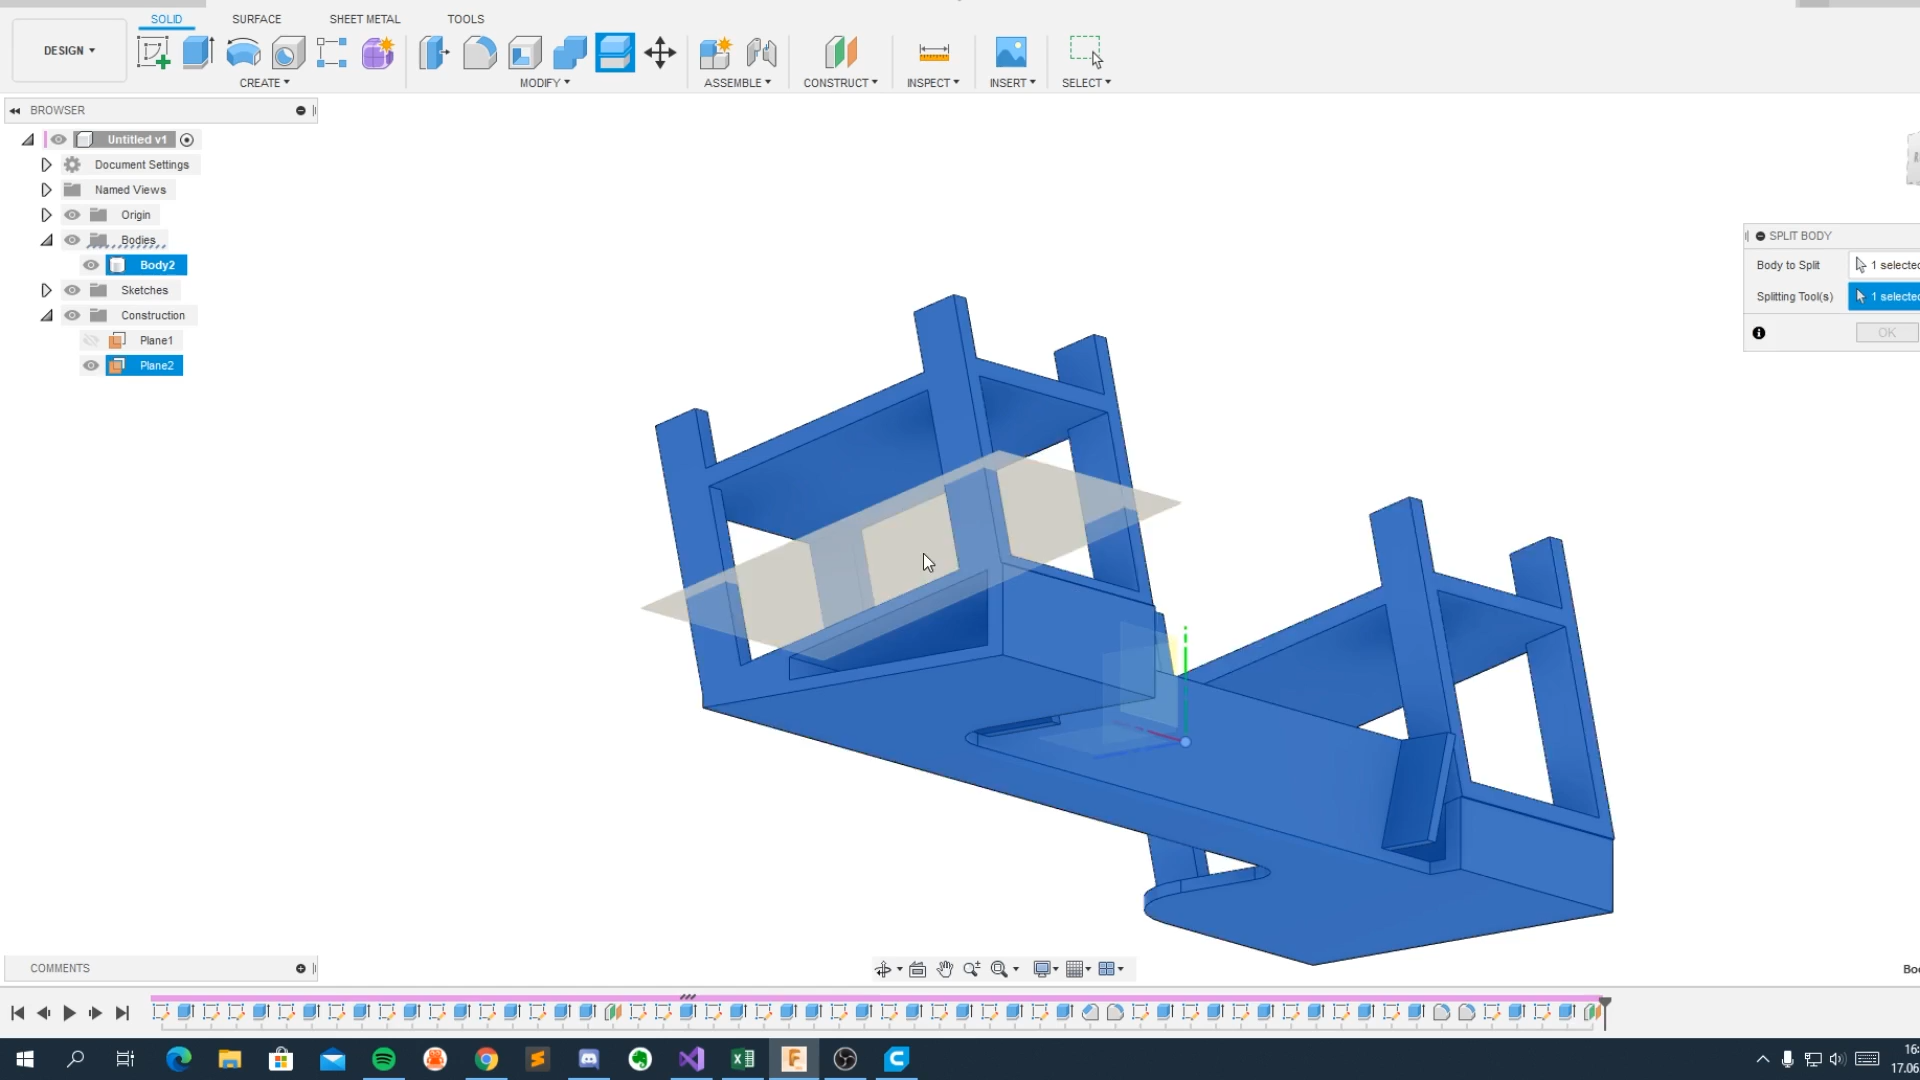 SOLID
SURFACE
SHEET METAL
TOOLS
DESIGN
CREATE
MODIFY
ASSEMBLE
CONSTRUCT
INSPECT
INSERT
SELECT
BROWSER
Untitled v1
Document Settings
Named Views
Origin
Bodies
Body2
Sketches
Construction
Plane1
Plane2
SPLIT BODY
Body to Split
1 selected
Splitting Tool(s)
1 selected
OK
COMMENTS
16:
17.06